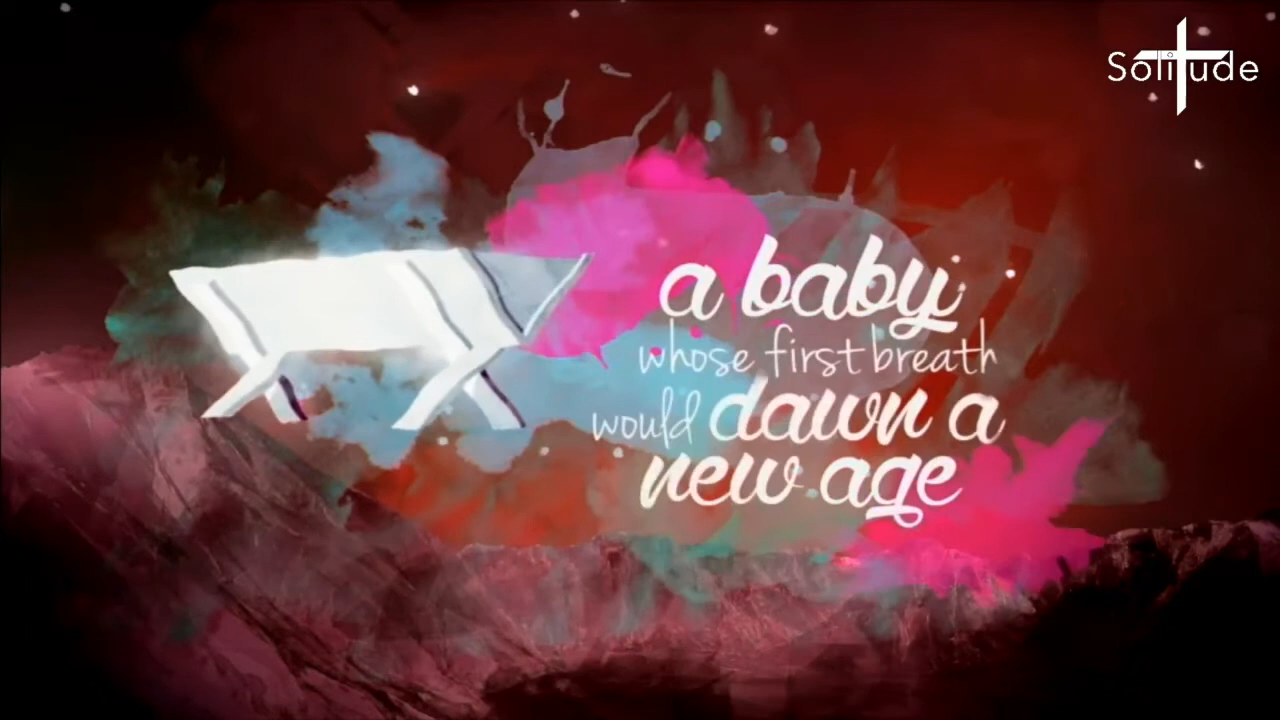 Solitude
a baby
whose first breath
would dawn a
new age